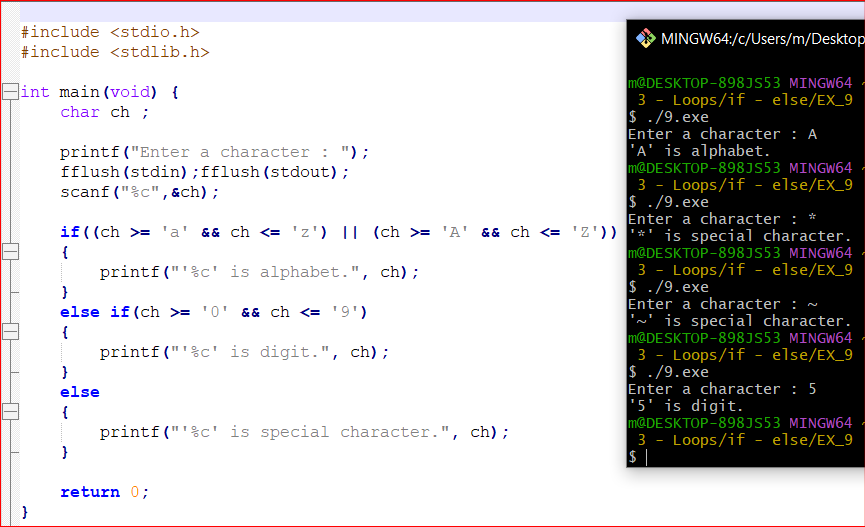 #include <stdio.h>
#include <stdlib.h>
int main(void) {
char ch ;
printf("Enter a character : ");
fflush(stdin);fflush(stdout);
scanf("%c",&ch);
if((ch >= 'a' && ch <= 'z') || (ch >= 'A' && ch <= 'Z'))
{
printf("'%c' is alphabet.", ch);
}
else if(ch >= '0' && ch <= '9')
{
printf("'%c' is digit.", ch);
}
else
{
printf("'%c' is special character.", ch);
}
return 0;
}
MINGW64:/c/Users/m/Desktop
m@DESKTOP-898JS53 MINGW64 ~
3 - Loops/if - else/EX_9
$ ./9.exe
Enter a character : A
'A' is alphabet.
m@DESKTOP-898JS53 MINGW64 ~
3 - Loops/if - else/EX_9
$ ./9.exe
Enter a character : *
'*' is special character.
m@DESKTOP-898JS53 MINGW64 ~
3 - Loops/if - else/EX_9
$ ./9.exe
Enter a character : ~
'~' is special character.
m@DESKTOP-898JS53 MINGW64 ~
3 - Loops/if - else/EX_9
$ ./9.exe
Enter a character : 5
'5' is digit.
m@DESKTOP-898JS53 MINGW64 ~
3 - Loops/if - else/EX_9
$